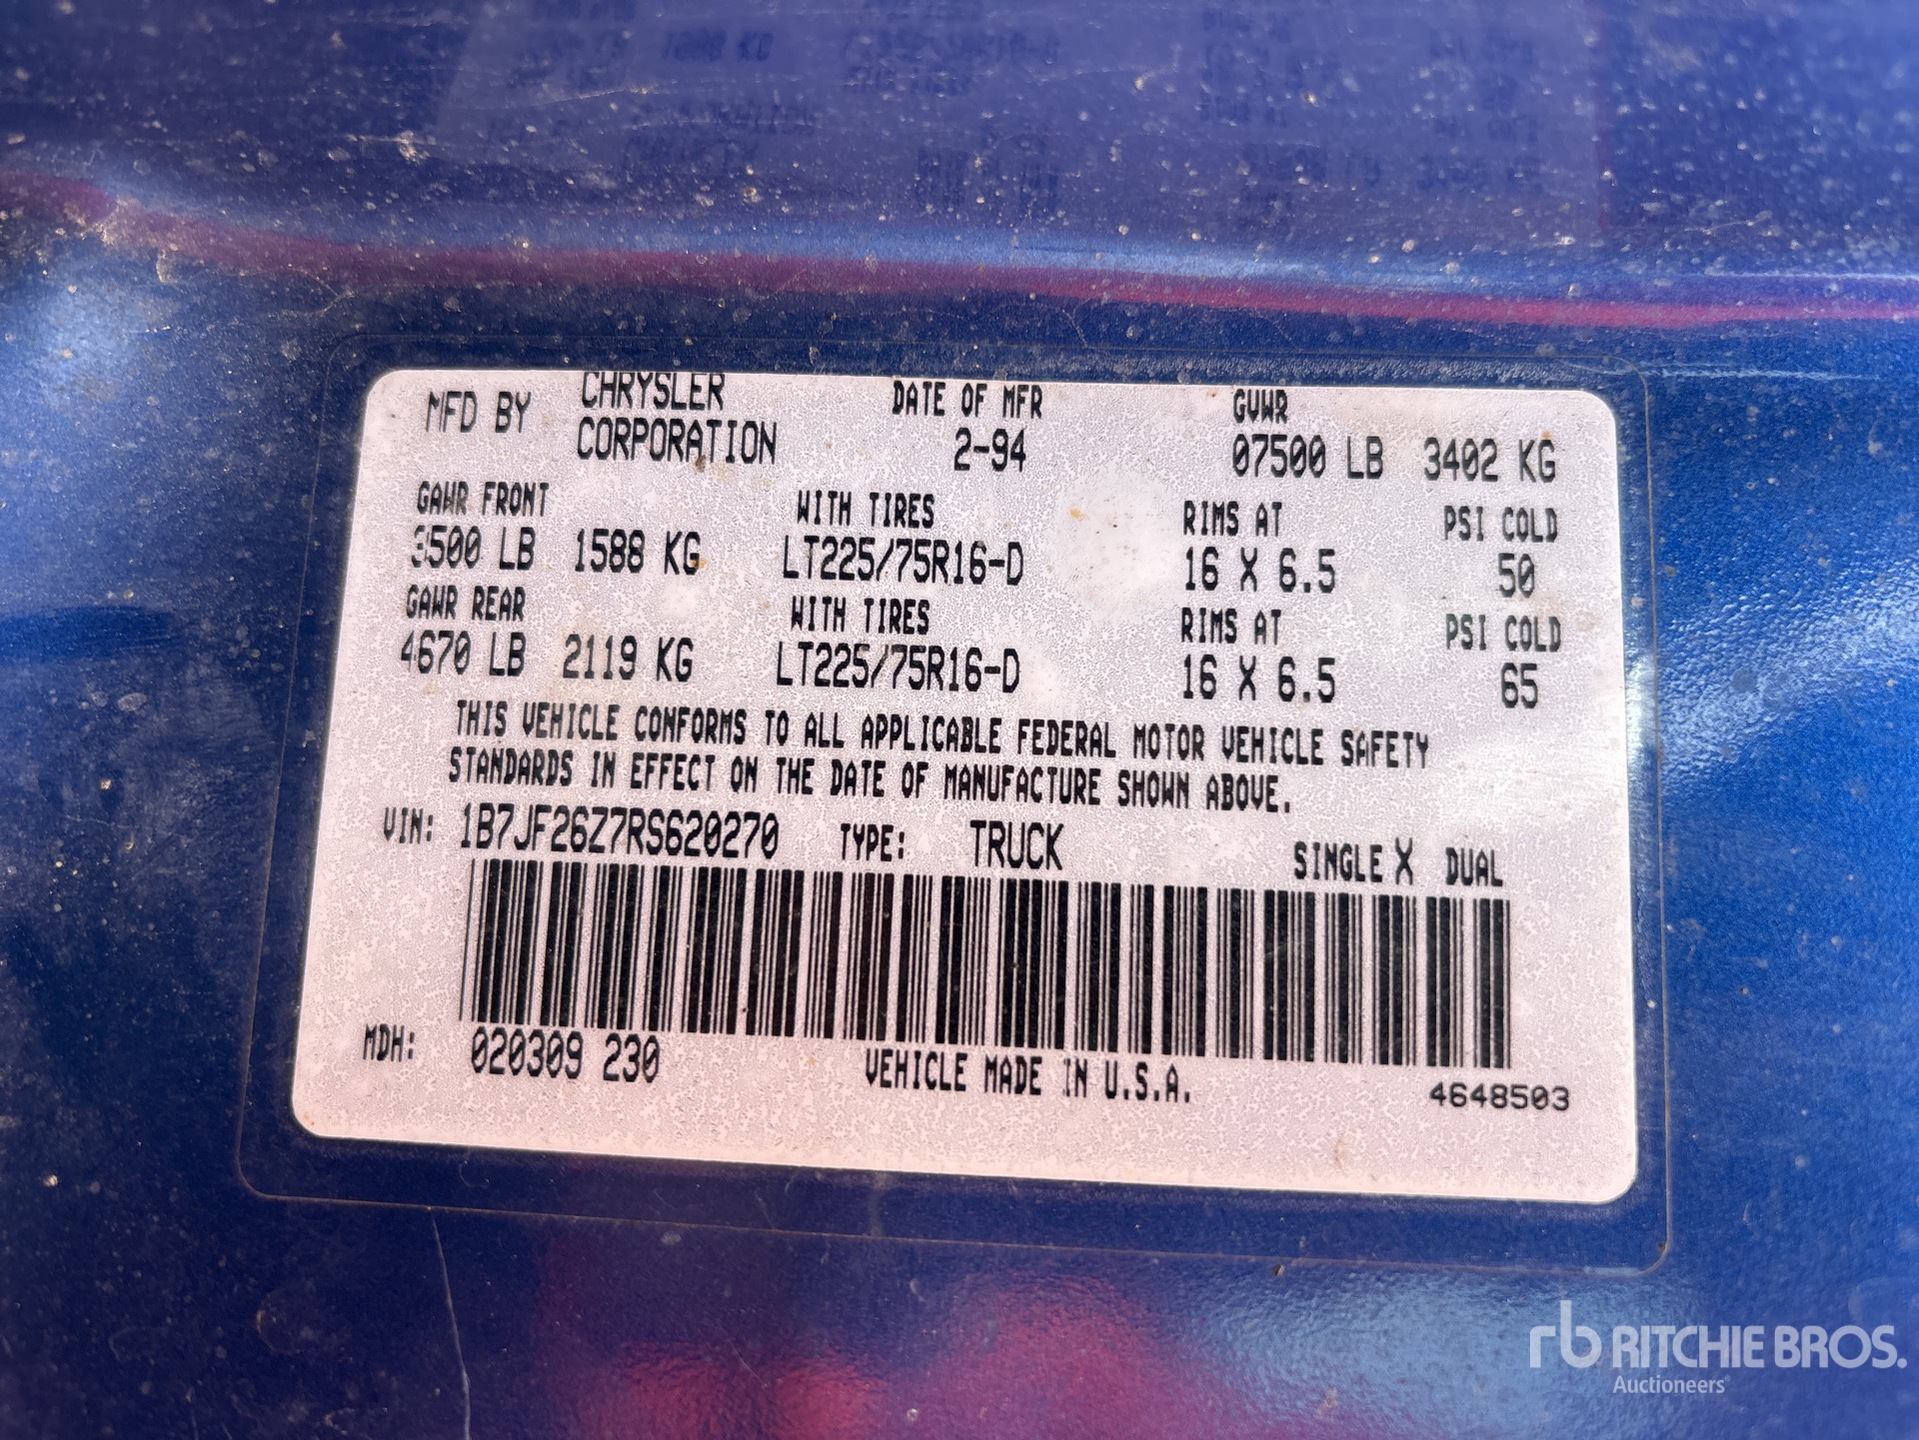 MFD BY CHRYSLER CORPORATION DATE OF MFR 2-94 GVWR 07500 LB 3402 KG
GAWR FRONT WITH TIRES RIMS AT PSI COLD
3500 LB 1588 KG LT225/75R16-D 16 X 6.5 50
GAWR REAR WITH TIRES RIMS AT PSI COLD
4670 LB 2119 KG LT225/75R16-D 16 X 6.5 65
THIS VEHICLE CONFORMS TO ALL APPLICABLE FEDERAL MOTOR VEHICLE SAFETY
STANDARDS IN EFFECT ON THE DATE OF MANUFACTURE SHOWN ABOVE.
VIN: 1B7JF26Z7RS620270 TYPE: TRUCK SINGLE X DUAL
MDH: 020309 230 VEHICLE MADE IN U.S.A. 4648503
rb RITCHIE BROS.
Auctioneers